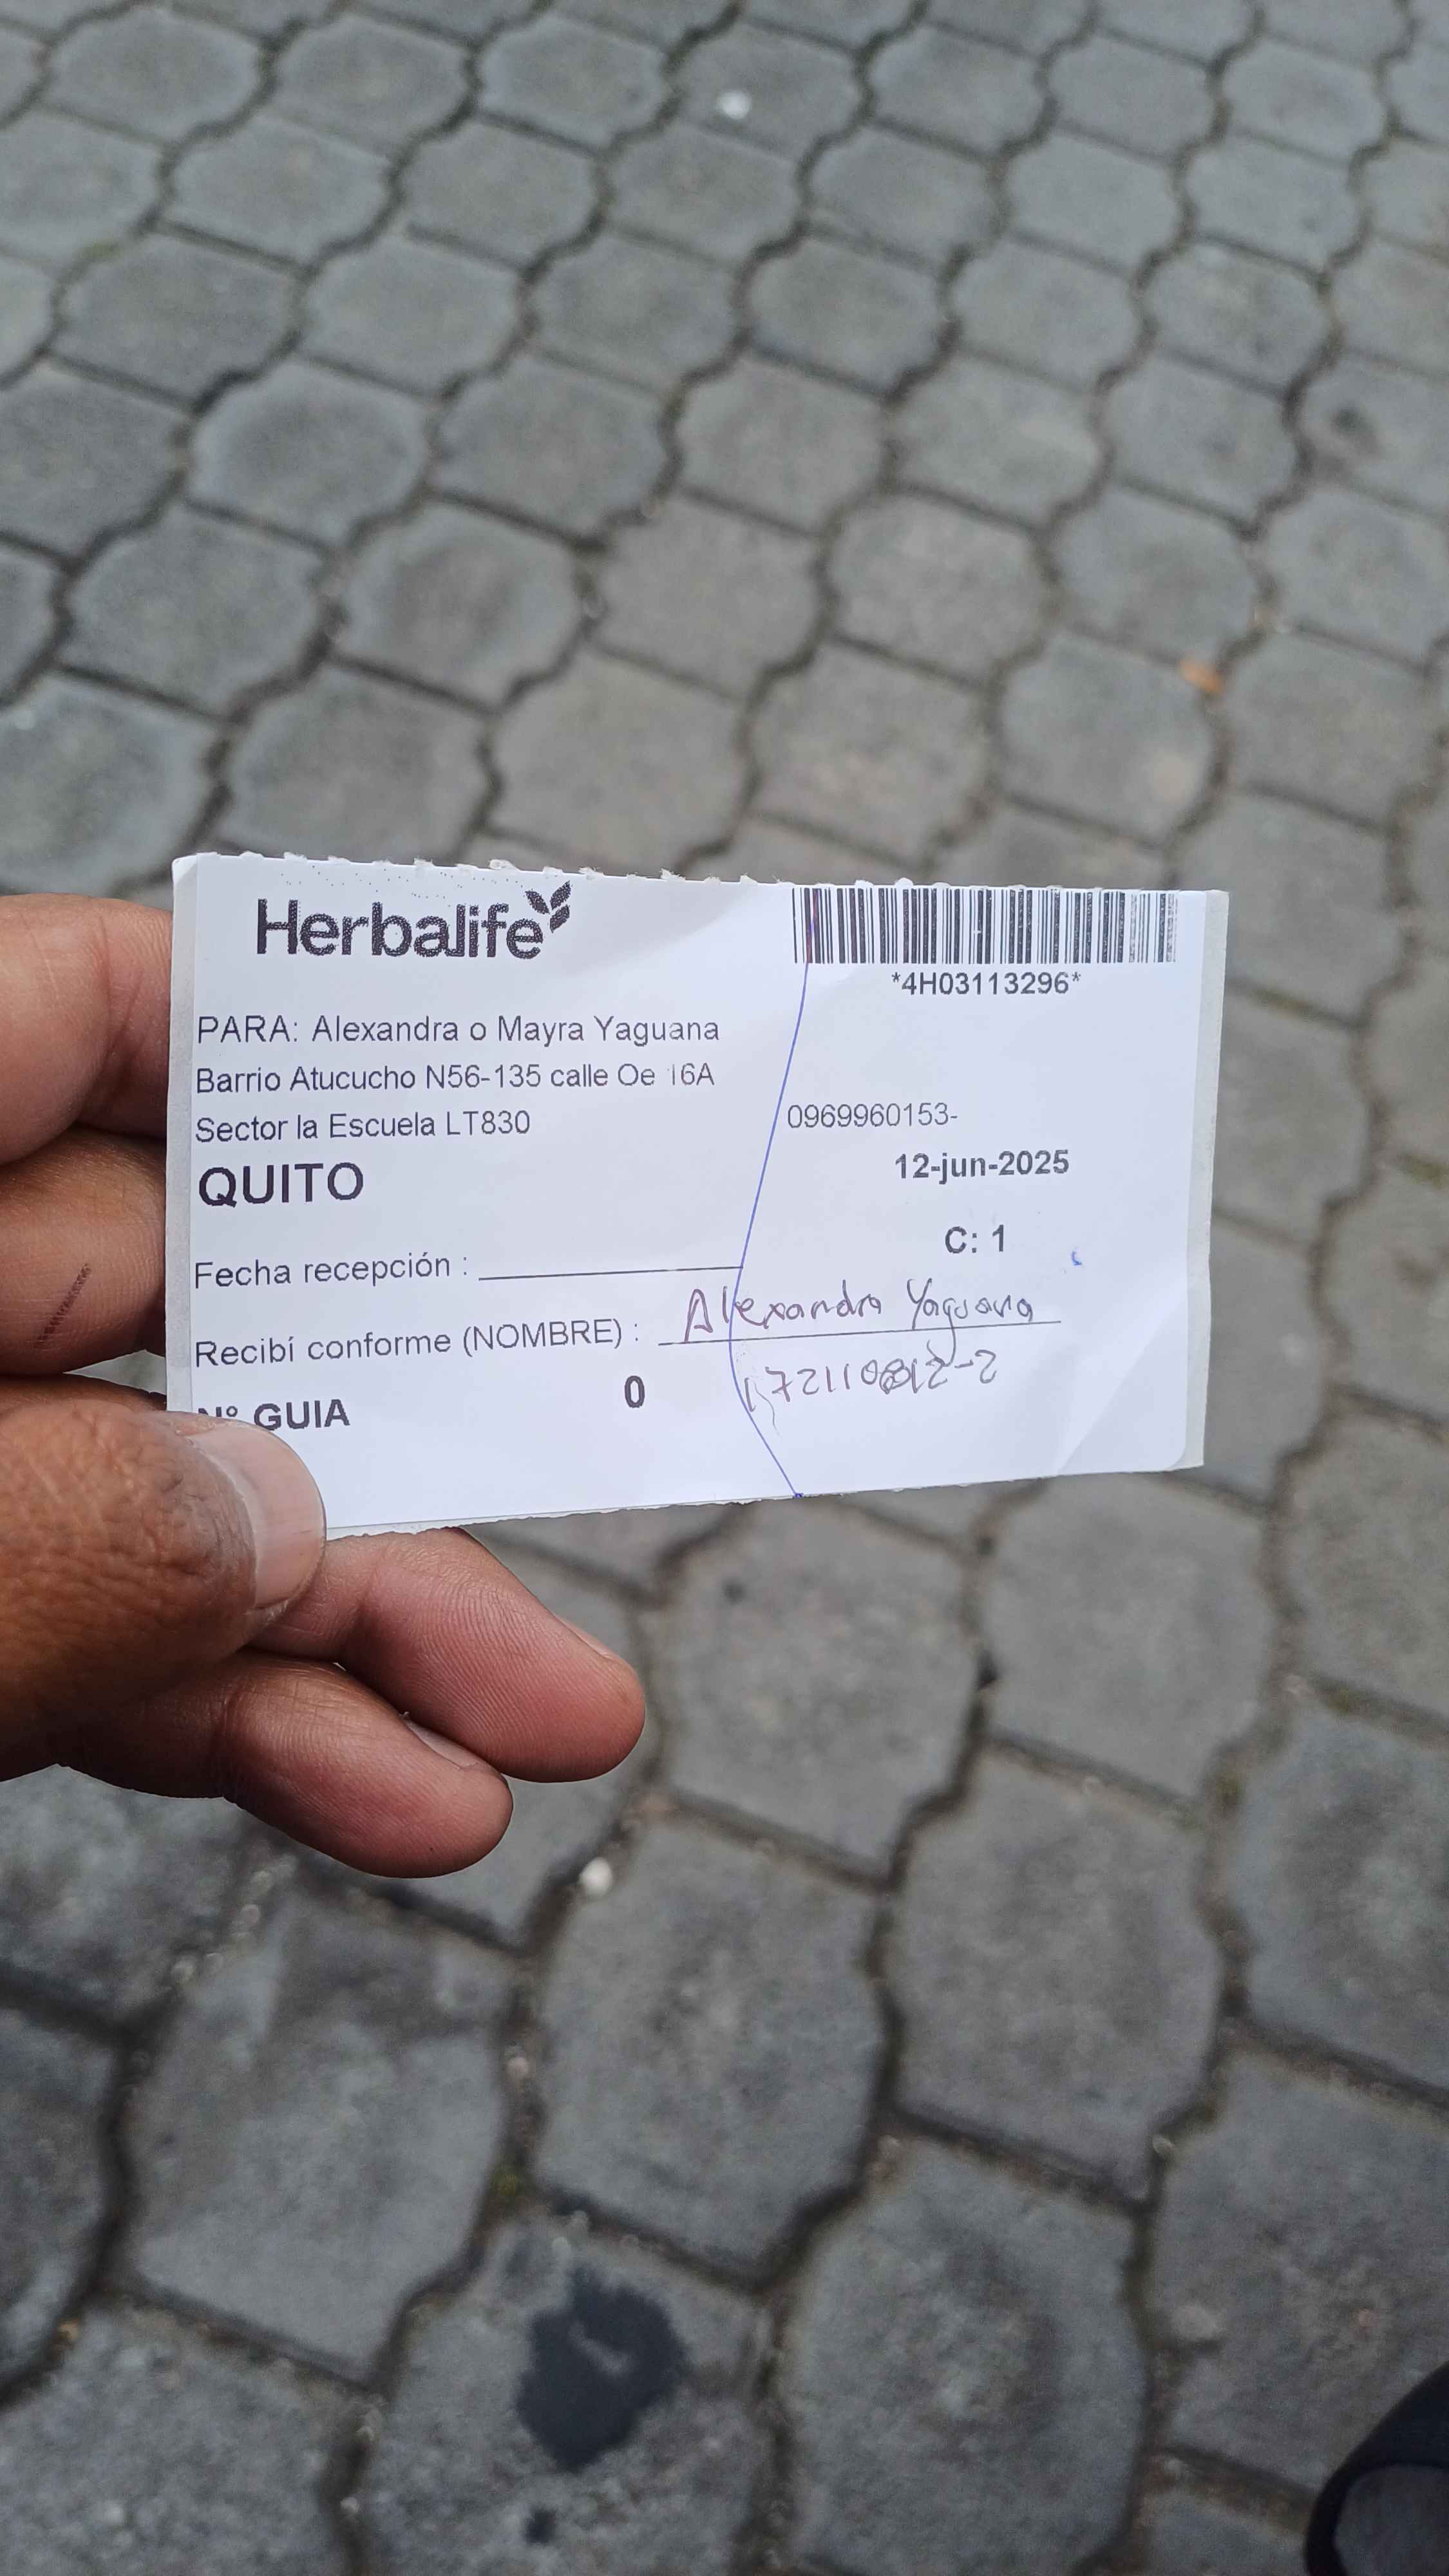 Herbalife
*4H03113296*
PARA: Alexandra o Mayra Yaguana
Barrio Atucucho N56-135 calle Oe 16A
Sector la Escuela LT830
0969960153-
QUITO
12-jun-2025
C: 1
Fecha recepción :
Recibí conforme (NOMBRE) : Alexandra Yaguana
N° GUIA 0